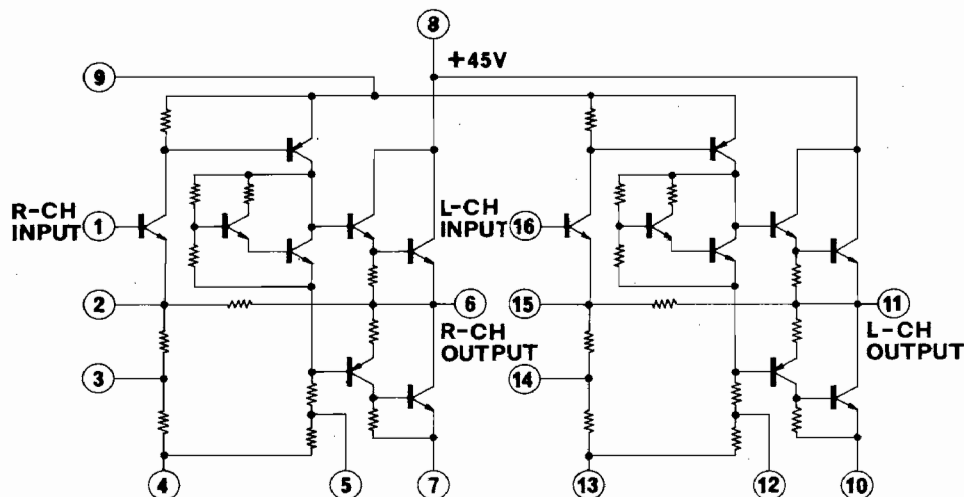 8
+45V
9
R-CH
INPUT
1
L-CH
INPUT
16
2
6
15
11
R-CH
OUTPUT
L-CH
OUTPUT
3
14
4
5
7
13
12
10